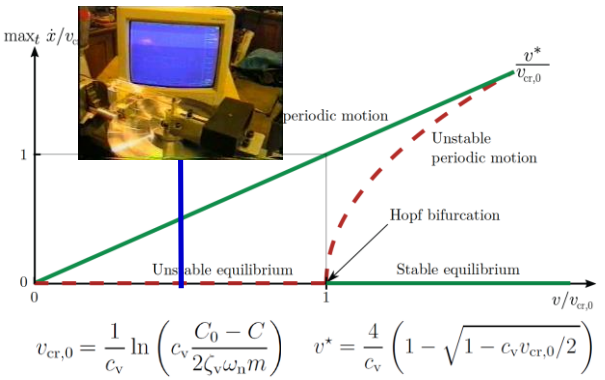 max_t ẋ/v_c
v*/v_cr,0
periodic motion
Unstable
periodic motion
1
Hopf bifurcation
Unstable equilibrium
Stable equilibrium
0
0
1
v/v_cr,0
v_cr,0 = 1/c_v ln ( c_v (C_0 − C)/(2ζ_v ω_n m) )
v⋆ = 4/c_v ( 1 − √(1 − c_v v_cr,0/2) )